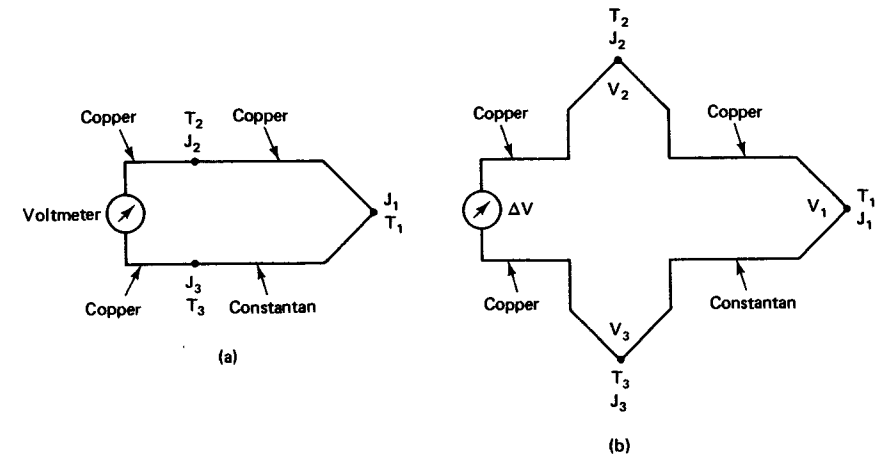 Copper
T2
J2
Copper
Voltmeter
J1
T1
Copper
J3
T3
Constantan
(a)
T2
J2
V2
Copper
Copper
ΔV
V1
T1
J1
Copper
Constantan
V3
T3
J3
(b)